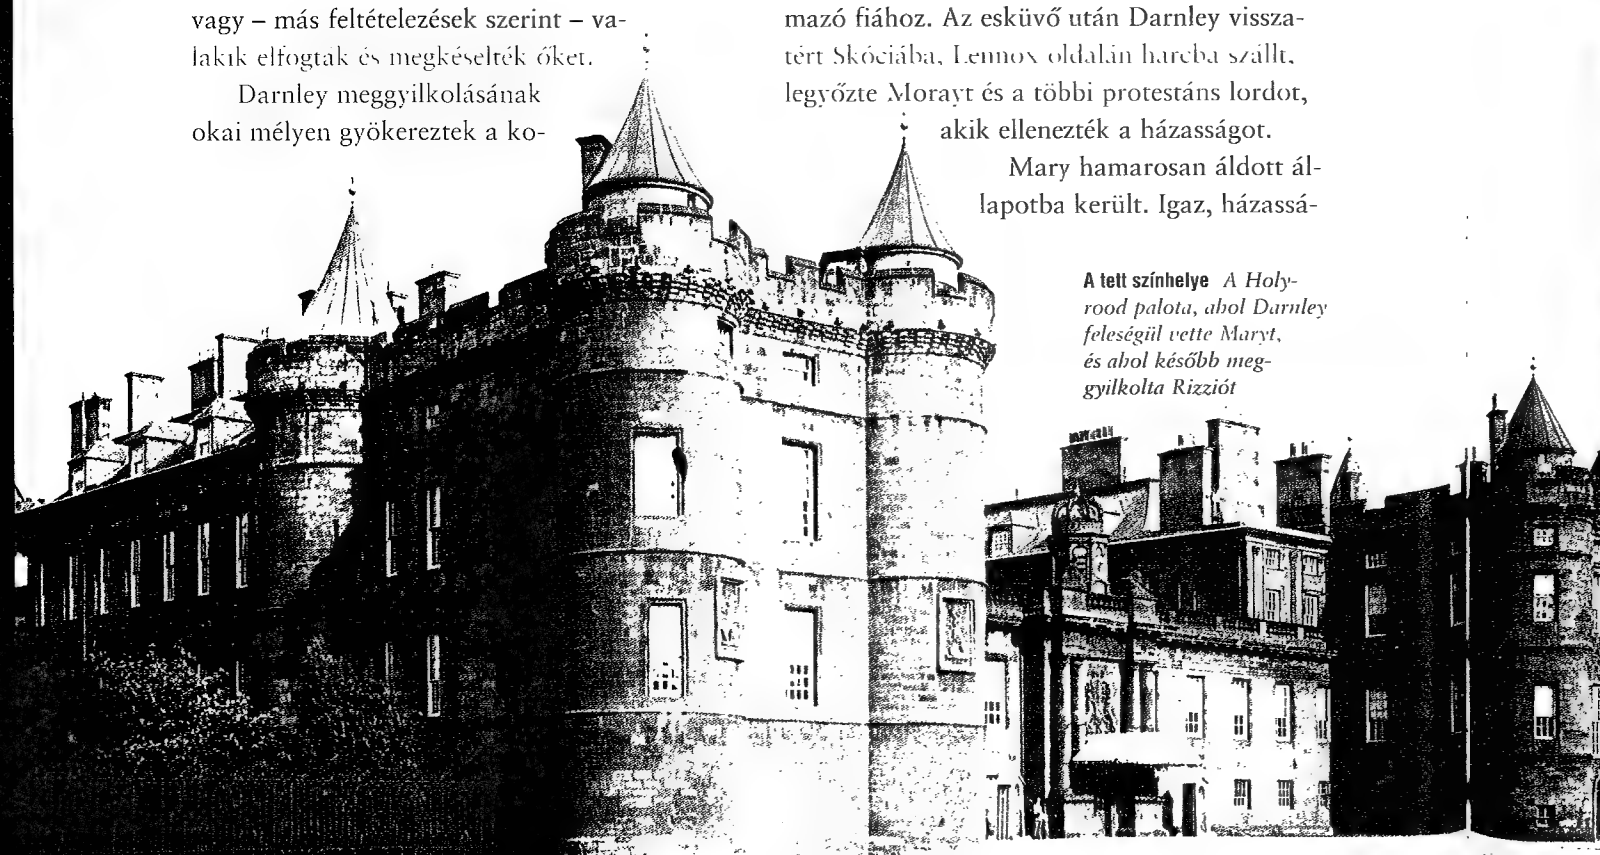 vagy – más feltételezések szerint – va-
lakik elfogták és megkéselték őket.
Darnley meggyilkolásának
okai mélyen gyökereztek a ko-
mazó fiához. Az esküvő után Darnley vissza-
tért Skóciába, Lennox oldalán harcba szállt,
legyőzte Morayt és a többi protestáns lordot,
akik ellenezték a házasságot.
Mary hamarosan áldott ál-
lapotba került. Igaz, házassá-
A tett színhelye A Holy-
rood palota, ahol Darnley
feleségül vette Maryt,
és ahol később meg-
gyilkolta Rizziót